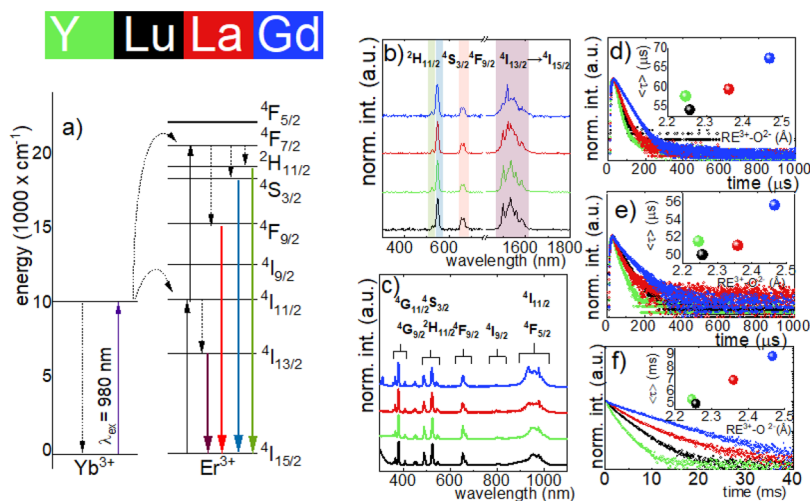 Y Lu La Gd
a)
energy (1000 x cm⁻¹)
20
10
0
λex = 980 nm
Yb³⁺
Er³⁺
⁴F5/2
⁴F7/2
²H11/2
⁴S3/2
⁴F9/2
⁴I9/2
⁴I11/2
⁴I13/2
⁴I15/2
b)
²H11/2 ⁴S3/2 ⁴F9/2 ⁴I13/2→⁴I15/2
norm. int. (a.u.)
400 600 1600 1800
wavelength (nm)
c)
⁴G11/2 ⁴S3/2 ⁴I11/2
⁴G9/2 ²H11/2 ⁴F9/2 ⁴I9/2 ⁴F5/2
norm. int. (a.u.)
400 600 800 1000
wavelength (nm)
d)
norm. int. (a.u.)
<τ> (μs)
70
65
60
55
2.2 2.3 2.4 2.5
RE³⁺-O²⁻ (Å)
0 200 400 600 800 1000
time (μs)
e)
norm. int. (a.u.)
<τ> (μs)
56
54
52
50
2.2 2.3 2.4 2.5
RE³⁺-O²⁻ (Å)
0 200 400 600 800 1000
time (μs)
f)
norm. int. (a.u.)
<τ> (ms)
9
8
7
6
5
2.2 2.3 2.4 2.5
RE³⁺-O²⁻ (Å)
0 10 20 30 40
time (ms)